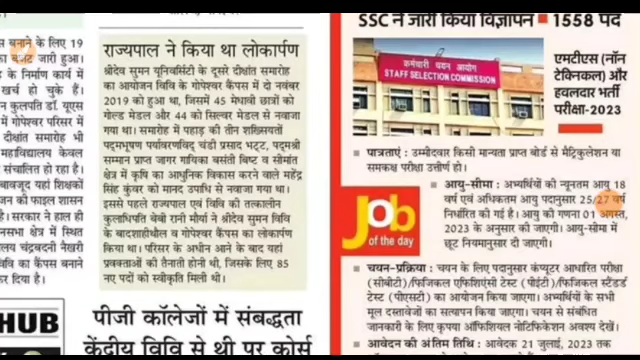 बनाने के लिए 19
बजट जारी हुआ।
के निर्माण कार्य में
खर्च हो चुके हैं।
कुलपति डॉ. यूएस
गोपेश्वर परिसर में
दीक्षांत समारोह भी
महाविद्यालय केवल
संचालित हो रहा है।
बावजूद यहां शिक्षकों
जन की फाइल शासन
है। सरकार ने हाल ही
नसभा क्षेत्र में स्थित
लय चंद्रबदनी नैखरी
विवि का कैंपस बनाने
कर दिया है।
HUB
राज्यपाल ने किया था लोकार्पण
श्रीदेव सुमन यूनिवर्सिटी के दूसरे दीक्षांत समारोह
का आयोजन विवि के गोपेश्वर कैंपस में दो नवंबर
2019 को हुआ था, जिसमें 45 मेधावी छात्रों को
गोल्ड मेडल और 44 को सिल्वर मेडल से नवाजा
गया था। समारोह में पहाड़ की तीन शख्सियतों
पद्मभूषण पर्यावरणविद् चंडी प्रसाद भट्ट, पद्मश्री
सम्मान प्राप्त जागर गायिका बसंती बिष्ट व सीमांत
क्षेत्र में कृषि का आधुनिक विकास करने वाले महेंद्र
सिंह कुंवर को मानद उपाधि से नवाजा गया था।
इससे पहले राज्यपाल एवं विवि की तत्कालीन
कुलाधिपति बेबी रानी मौर्या ने श्रीदेव सुमन विवि
के बादशाहीथौल व गोपेश्वर कैंपस का लोकार्पण
किया था। परिसर के अधीन आने के बाद यहां
प्रवक्ताओं की तैनाती होनी थी, जिसके लिए 85
नए पदों को स्वीकृति मिली थी।
पीजी कॉलेजों में संबद्धता
केंद्रीय विवि से थी पर कोर्स
SSC ने जारी किया विज्ञापन 1558 पद
कर्मचारी चयन आयोग
STAFF SELECTION COMMISSION
एमटीएस (नॉन
टेक्निकल) और
हवलदार भर्ती
परीक्षा-2023
पात्रताएं : उम्मीदवार किसी मान्यता प्राप्त बोर्ड से मैट्रिकुलेशन या
समकक्ष परीक्षा उत्तीर्ण हो।
Job
of the day
आयु-सीमा : अभ्यर्थियों की न्यूनतम आयु 18
वर्ष एवं अधिकतम आयु पदानुसार 25/27 वर्ष
निर्धारित की गई है। आयु की गणना 01 अगस्त,
2023 के अनुसार की जाएगी। आयु-सीमा में
छूट नियमानुसार दी जाएगी।
चयन-प्रक्रिया : चयन के लिए पदानुसार कंप्यूटर आधारित परीक्षा
(सीबीटी)/फिजिकल एफिशिएंसी टेस्ट (पीईटी)/फिजिकल स्टैंडर्ड
टेस्ट (पीएसटी) का आयोजन किया जाएगा। अभ्यर्थियों के सभी
मूल दस्तावेजों का सत्यापन किया जाएगा। चयन से संबंधित
जानकारी के लिए कृपया ऑफिशियल नोटिफिकेशन अवश्य देखें।
आवेदन की अंतिम तिथि : आवेदक 21 जुलाई, 2023 तक